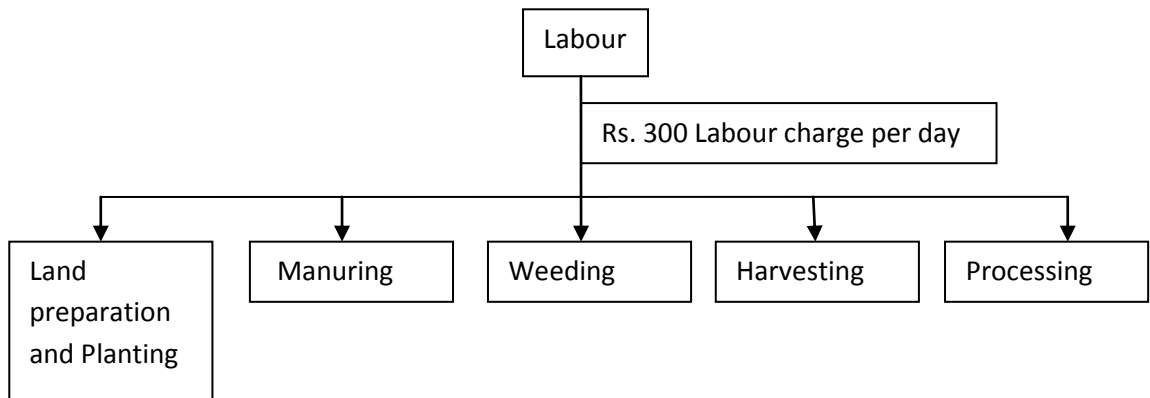 Labour
Rs. 300 Labour charge per day
Land
preparation
and Planting
Manuring
Weeding
Harvesting
Processing